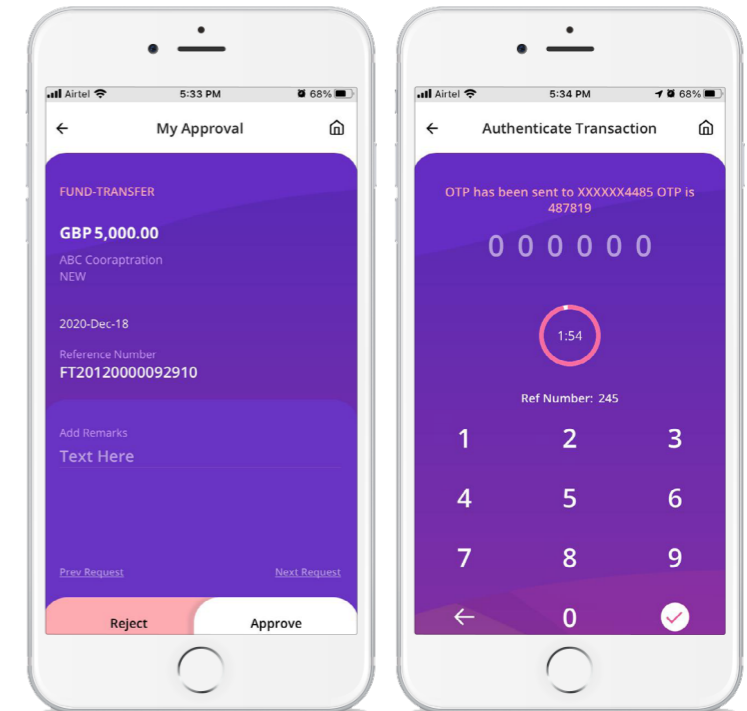 Airtel 5:33 PM 68%
My Approval
FUND-TRANSFER
GBP 5,000.00
ABC Cooraptration
NEW
2020-Dec-18
Reference Number
FT20120000092910
Add Remarks
Text Here
Prev Request Next Request
Reject Approve
Airtel 5:34 PM 68%
Authenticate Transaction
OTP has been sent to XXXXXX4485 OTP is
487819
0 0 0 0 0 0
1:54
Ref Number: 245
1 2 3
4 5 6
7 8 9
0